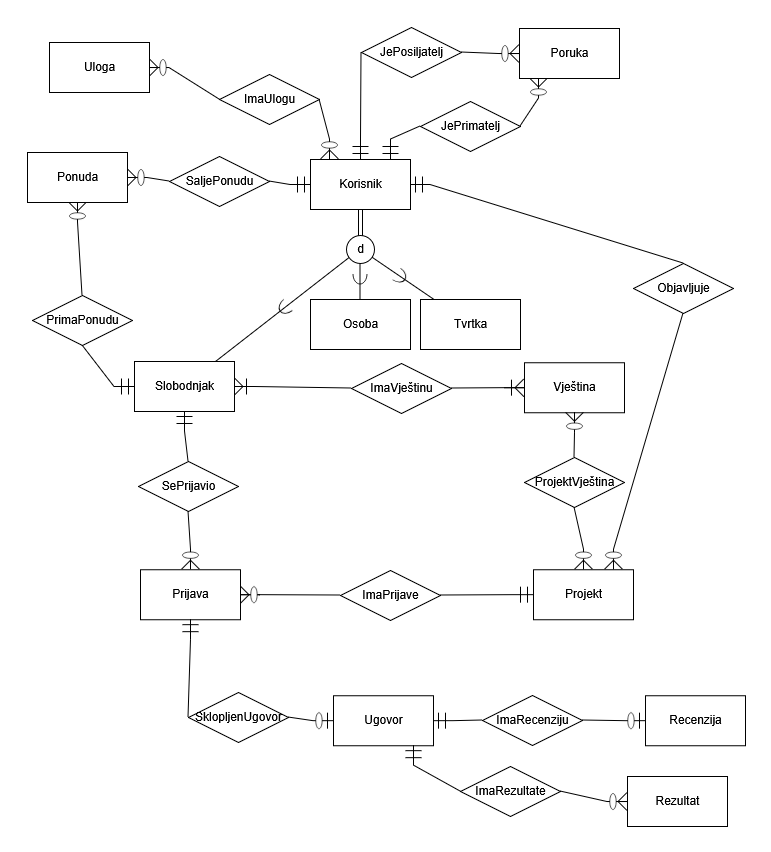 Uloga
JePosiljatelj
Poruka
ImaUlogu
JePrimatelj
Ponuda
SaljePonudu
Korisnik
d
Objavljuje
PrimaPonudu
Osoba
Tvrtka
Slobodnjak
ImaVještinu
Vještina
SePrijavio
ProjektVještina
Prijava
ImaPrijave
Projekt
SklopljenUgovor
Ugovor
ImaRecenziju
Recenzija
ImaRezultate
Rezultat